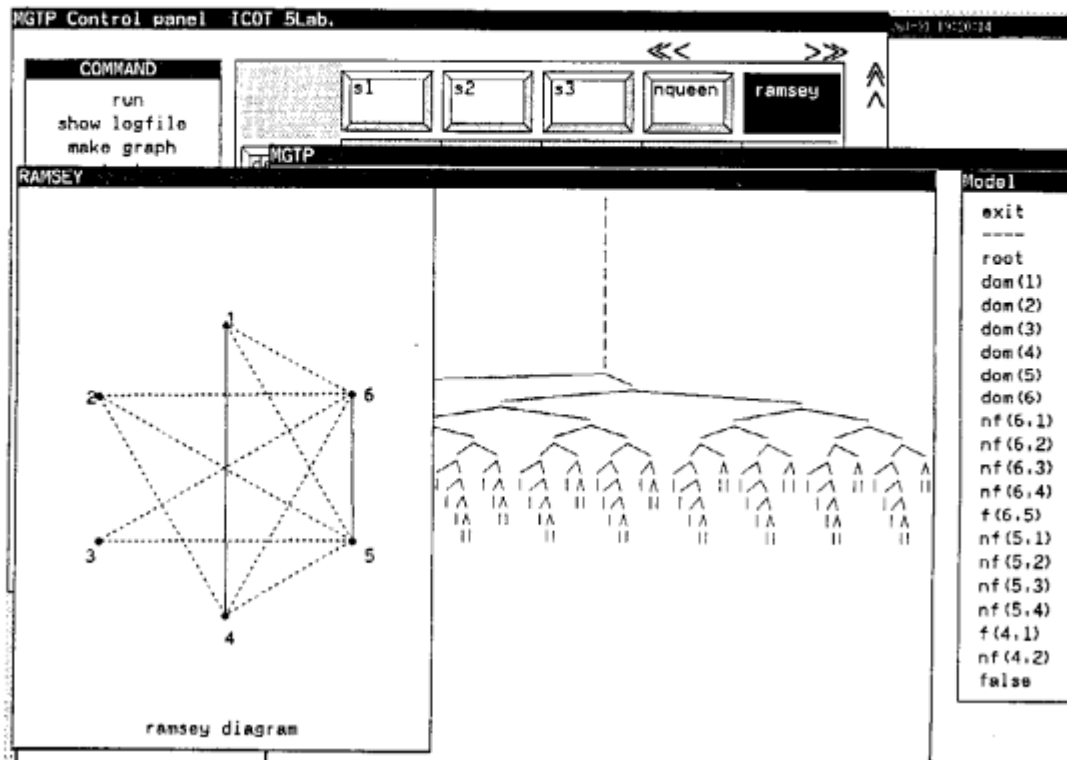 MGTP Control panel ICOT 5Lab.
19:20:14
≪< >≫
COMMAND
run
show logfile
make graph
s1
s2
s3
nqueen
ramsey
MGTP
RAMSEY
1
2
6
3
5
4
ramsey diagram
Model
exit
----
root
dom(1)
dom(2)
dom(3)
dom(4)
dom(5)
dom(6)
nf(6,1)
nf(6,2)
nf(6,3)
nf(6,4)
f(6,5)
nf(5,1)
nf(5,2)
nf(5,3)
nf(5,4)
f(4,1)
nf(4,2)
false